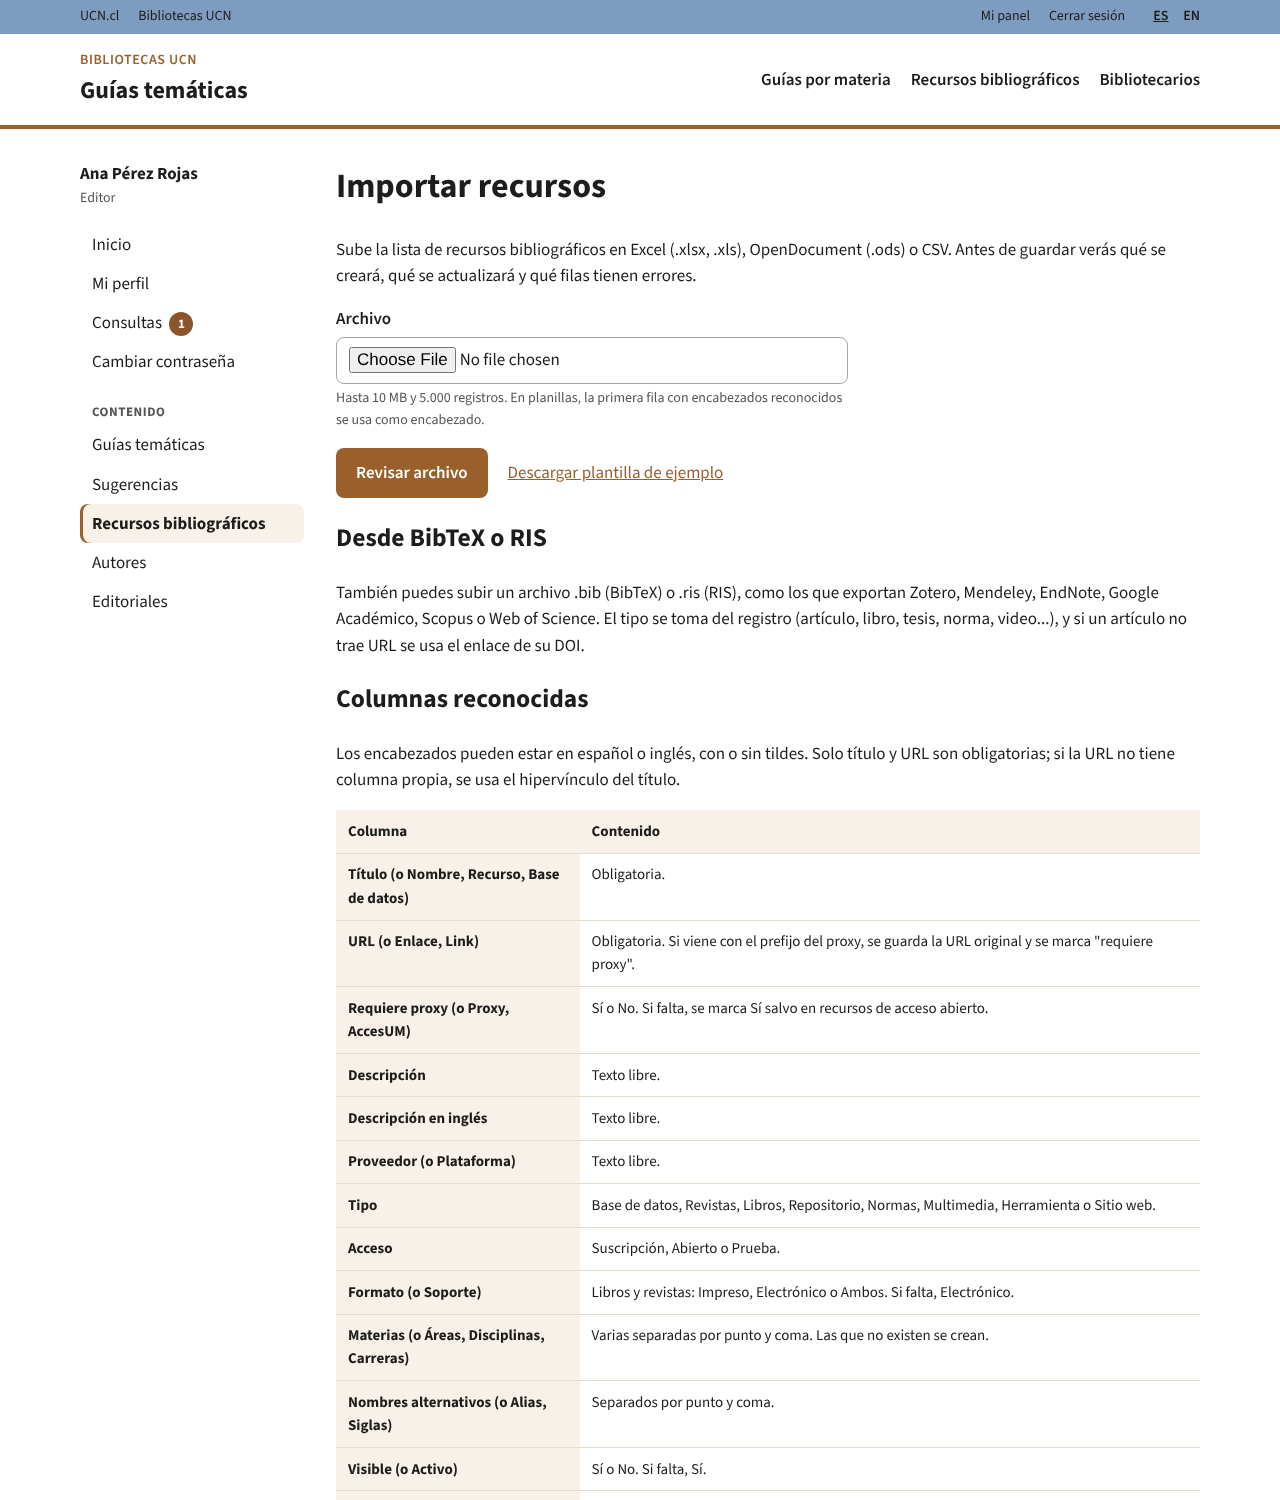 UCN.cl Bibliotecas UCN Mi panel Cerrar sesión ES EN
BIBLIOTECAS UCN
Guías temáticas
Guías por materia Recursos bibliográficos Bibliotecarios
Ana Pérez Rojas
Editor
Inicio
Mi perfil
Consultas 1
Cambiar contraseña
CONTENIDO
Guías temáticas
Sugerencias
Recursos bibliográficos
Autores
Editoriales
Importar recursos
Sube la lista de recursos bibliográficos en Excel (.xlsx, .xls), OpenDocument (.ods) o CSV. Antes de guardar verás qué se
creará, qué se actualizará y qué filas tienen errores.
Archivo
Choose File No file chosen
Hasta 10 MB y 5.000 registros. En planillas, la primera fila con encabezados reconocidos
se usa como encabezado.
Revisar archivo Descargar plantilla de ejemplo
Desde BibTeX o RIS
También puedes subir un archivo .bib (BibTeX) o .ris (RIS), como los que exportan Zotero, Mendeley, EndNote, Google
Académico, Scopus o Web of Science. El tipo se toma del registro (artículo, libro, tesis, norma, video...), y si un artículo no
trae URL se usa el enlace de su DOI.
Columnas reconocidas
Los encabezados pueden estar en español o inglés, con o sin tildes. Solo título y URL son obligatorias; si la URL no tiene
columna propia, se usa el hipervínculo del título.
Columna Contenido
Título (o Nombre, Recurso, Base
de datos)
Obligatoria.
URL (o Enlace, Link)
Obligatoria. Si viene con el prefijo del proxy, se guarda la URL original y se marca "requiere
proxy".
Requiere proxy (o Proxy,
AccesUM)
Sí o No. Si falta, se marca Sí salvo en recursos de acceso abierto.
Descripción Texto libre.
Descripción en inglés Texto libre.
Proveedor (o Plataforma) Texto libre.
Tipo Base de datos, Revistas, Libros, Repositorio, Normas, Multimedia, Herramienta o Sitio web.
Acceso Suscripción, Abierto o Prueba.
Formato (o Soporte) Libros y revistas: Impreso, Electrónico o Ambos. Si falta, Electrónico.
Materias (o Áreas, Disciplinas,
Carreras)
Varias separadas por punto y coma. Las que no existen se crean.
Nombres alternativos (o Alias,
Siglas)
Separados por punto y coma.
Visible (o Activo) Sí o No. Si falta, Sí.